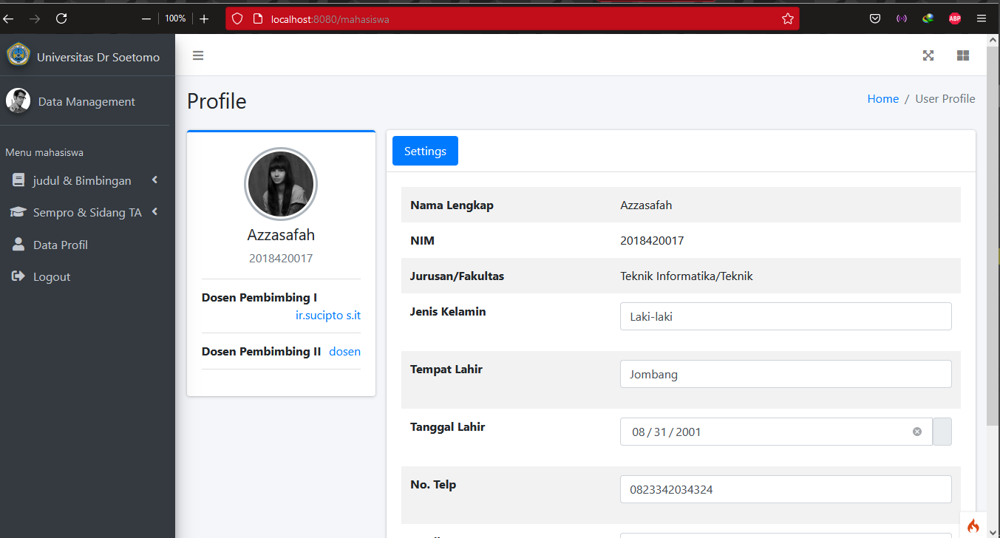 100%
localhost:8080/mahasiswa
ABP
Universitas Dr Soetomo
Data Management
Menu mahasiswa
judul & Bimbingan
Sempro & Sidang TA
Data Profil
Logout
Profile
Home / User Profile
Azzasafah
2018420017
Dosen Pembimbing I
ir.sucipto s.it
Dosen Pembimbing II dosen
Settings
Nama Lengkap Azzasafah
NIM 2018420017
Jurusan/Fakultas Teknik Informatika/Teknik
Jenis Kelamin Laki-laki
Tempat Lahir Jombang
Tanggal Lahir 08 / 31 / 2001
No. Telp 0823342034324